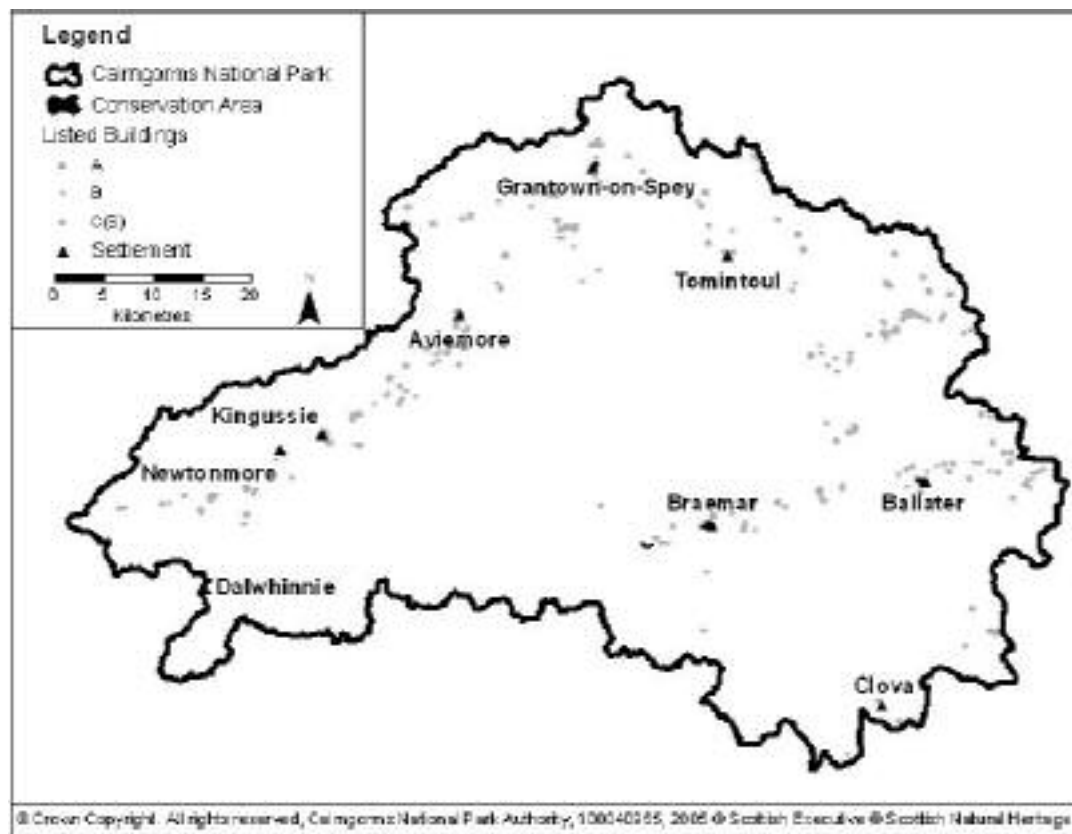 Legend
Cairngorms National Park
Conservation Area
Listed Buildings
A
B
C(S)
Settlement
0 5 10 15 20
Kilometres
N
Grantown-on-Spey
Tomintoul
Aviemore
Kingussie
Newtonmore
Braemar
Ballater
Dalwhinnie
Clova
© Crown Copyright. All rights reserved, Cairngorms National Park Authority, 100040965, 2005 © Scottish Executive © Scottish Natural Heritage